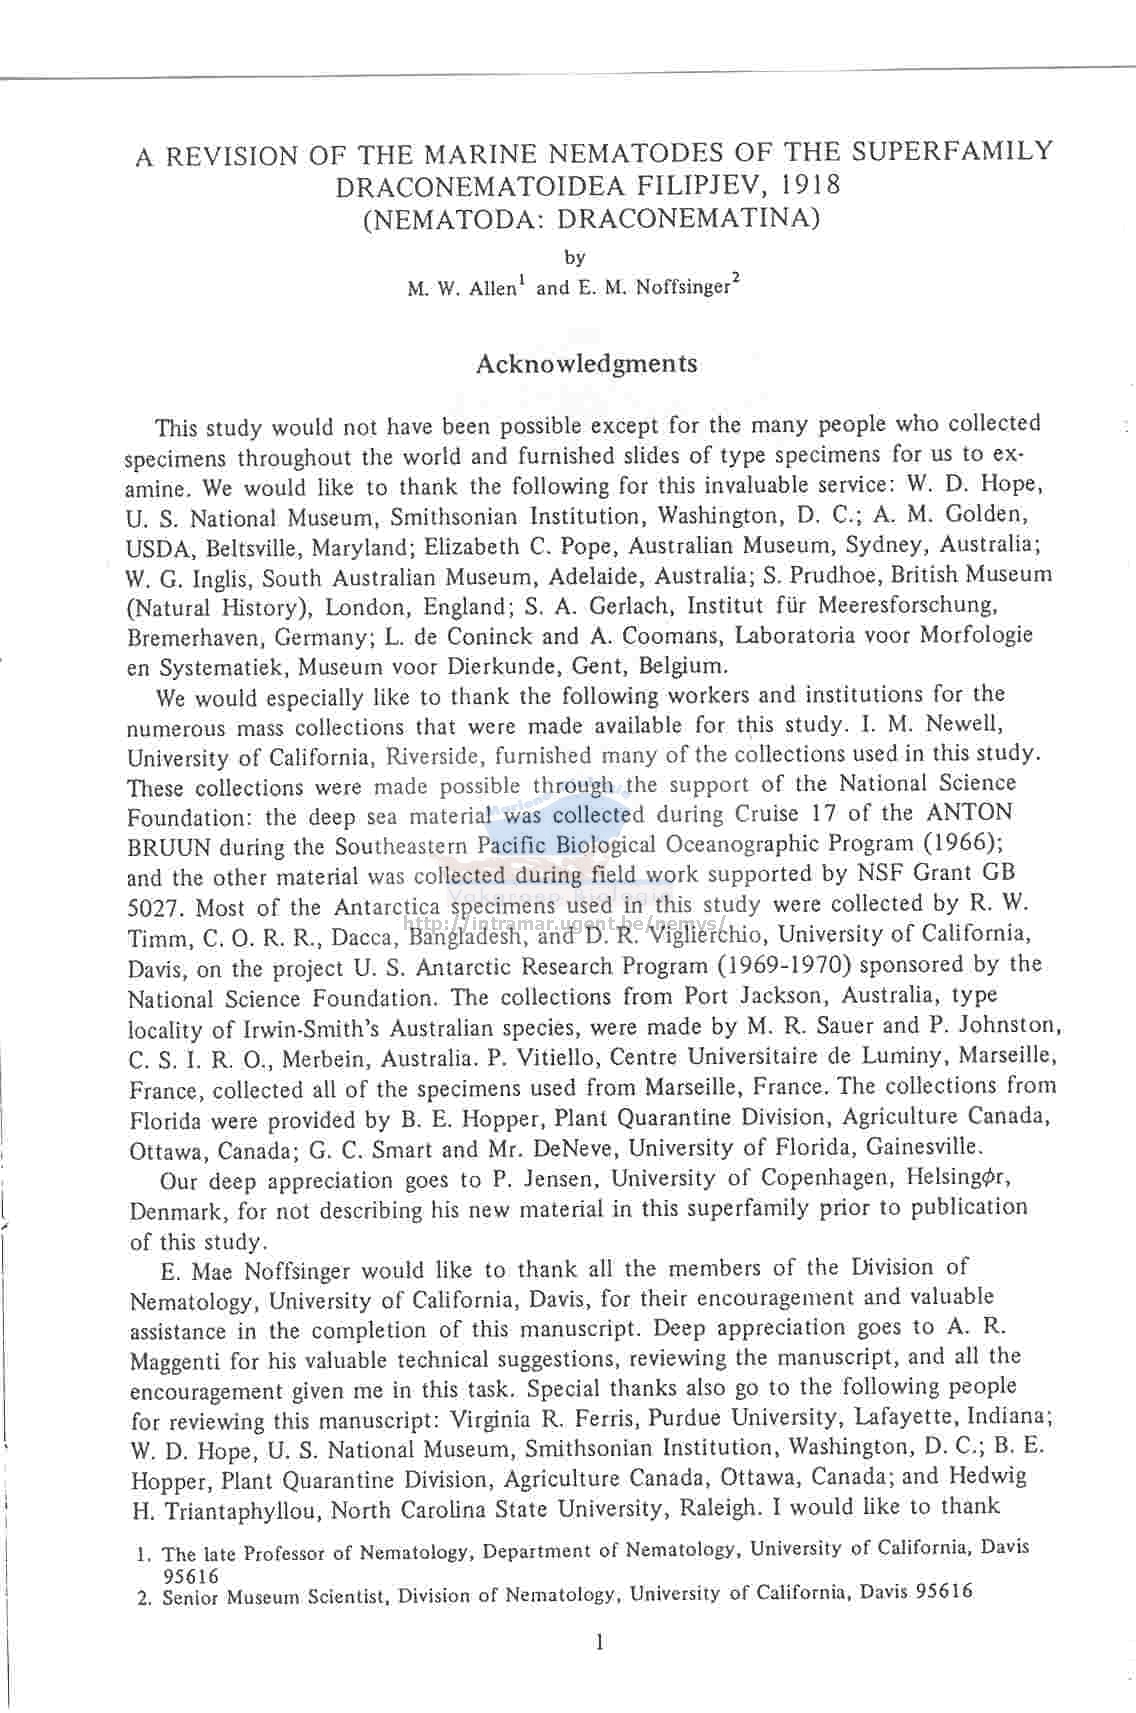 A REVISION OF THE MARINE NEMATODES OF THE SUPERFAMILY
DRACONEMATOIDEA FILIPJEV, 1918
(NEMATODA: DRACONEMATINA)
by
M. W. Allen1 and E. M. Noffsinger2
Acknowledgments
This study would not have been possible except for the many people who collected
specimens throughout the world and furnished slides of type specimens for us to ex-
amine. We would like to thank the following for this invaluable service: W. D. Hope,
U. S. National Museum, Smithsonian Institution, Washington, D. C.; A. M. Golden,
USDA, Beltsville, Maryland; Elizabeth C. Pope, Australian Museum, Sydney, Australia;
W. G. Inglis, South Australian Museum, Adelaide, Australia; S. Prudhoe, British Museum
(Natural History), London, England; S. A. Gerlach, Institut für Meeresforschung,
Bremerhaven, Germany; L. de Coninck and A. Coomans, Laboratoria voor Morfologie
en Systematiek, Museum voor Dierkunde, Gent, Belgium.
We would especially like to thank the following workers and institutions for the
numerous mass collections that were made available for this study. I. M. Newell,
University of California, Riverside, furnished many of the collections used in this study.
These collections were made possible through the support of the National Science
Foundation: the deep sea material was collected during Cruise 17 of the ANTON
BRUUN during the Southeastern Pacific Biological Oceanographic Program (1966);
and the other material was collected during field work supported by NSF Grant GB
5027. Most of the Antarctica specimens used in this study were collected by R. W.
http://intramar.ugent.be/nemys/
Timm, C. O. R. R., Dacca, Bangladesh, and D. R. Viglierchio, University of California,
Davis, on the project U. S. Antarctic Research Program (1969-1970) sponsored by the
National Science Foundation. The collections from Port Jackson, Australia, type
locality of Irwin-Smith's Australian species, were made by M. R. Sauer and P. Johnston,
C. S. I. R. O., Merbein, Australia. P. Vitiello, Centre Universitaire de Luminy, Marseille,
France, collected all of the specimens used from Marseille, France. The collections from
Florida were provided by B. E. Hopper, Plant Quarantine Division, Agriculture Canada,
Ottawa, Canada; G. C. Smart and Mr. DeNeve, University of Florida, Gainesville.
Our deep appreciation goes to P. Jensen, University of Copenhagen, Helsingør,
Denmark, for not describing his new material in this superfamily prior to publication
of this study.
E. Mae Noffsinger would like to thank all the members of the Division of
Nematology, University of California, Davis, for their encouragement and valuable
assistance in the completion of this manuscript. Deep appreciation goes to A. R.
Maggenti for his valuable technical suggestions, reviewing the manuscript, and all the
encouragement given me in this task. Special thanks also go to the following people
for reviewing this manuscript: Virginia R. Ferris, Purdue University, Lafayette, Indiana;
W. D. Hope, U. S. National Museum, Smithsonian Institution, Washington, D. C.; B. E.
Hopper, Plant Quarantine Division, Agriculture Canada, Ottawa, Canada; and Hedwig
H. Triantaphyllou, North Carolina State University, Raleigh. I would like to thank
1. The late Professor of Nematology, Department of Nematology, University of California, Davis
95616
2. Senior Museum Scientist, Division of Nematology, University of California, Davis 95616
1